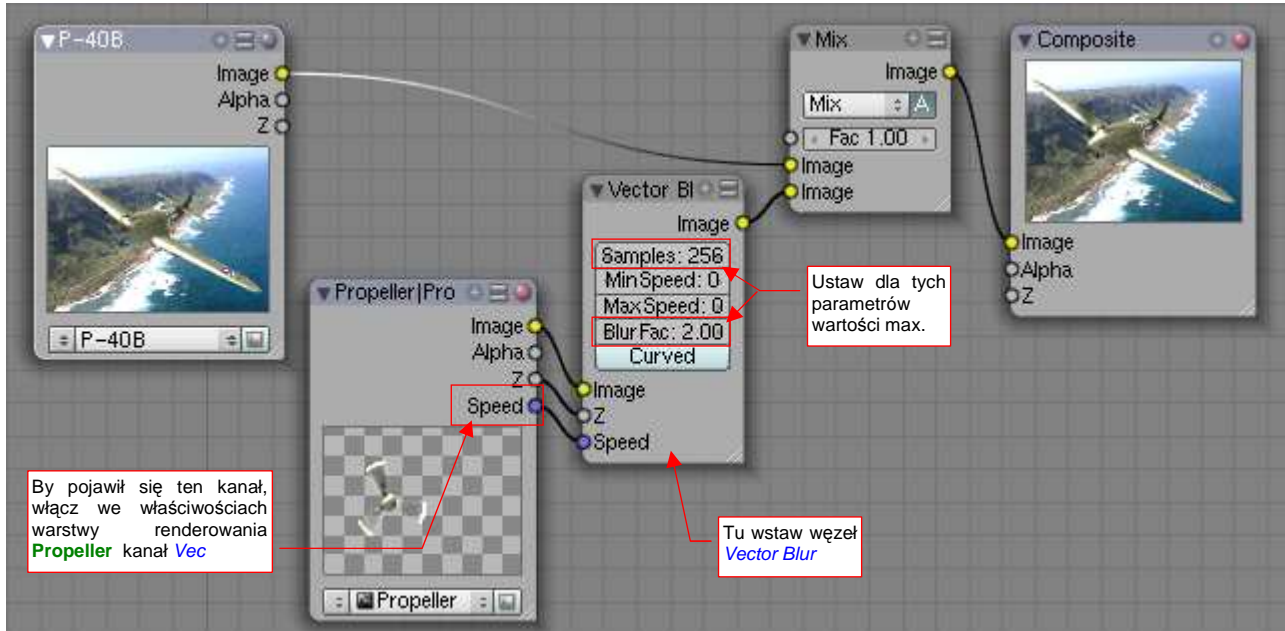 P-40B
Image
Alpha
Z
P-40B
Propeller|Pro
Image
Alpha
Z
Speed
Propeller
Vector Bl
Image
Samples: 256
MinSpeed: 0
MaxSpeed: 0
BlurFac: 2.00
Curved
Image
Z
Speed
Mix
Image
Mix
A
Fac 1.00
Image
Image
Composite
Image
Alpha
Z
Ustaw dla tych
parametrów
wartości max.
By pojawił się ten kanał,
włącz we właściwościach
warstwy renderowania
Propeller kanał Vec
Tu wstaw węzeł
Vector Blur